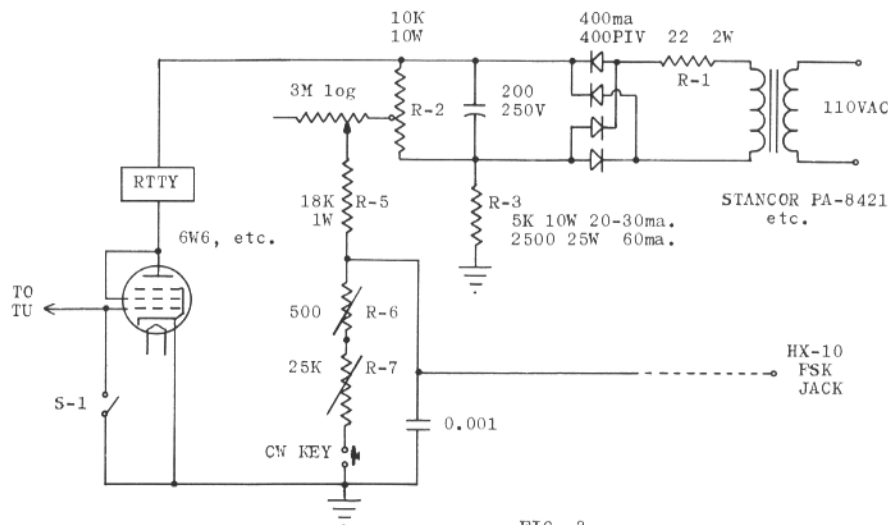 10K
10W
400ma
400PIV
22 2W
R-1
3M log
R-2
200
250V
110VAC
RTTY
18K
1W
R-5
R-3
5K 10W 20-30ma.
2500 25W 60ma.
STANCOR PA-8421
etc.
6W6, etc.
TO
TU
500
R-6
25K
R-7
HX-10
FSK
JACK
S-1
0.001
CW KEY